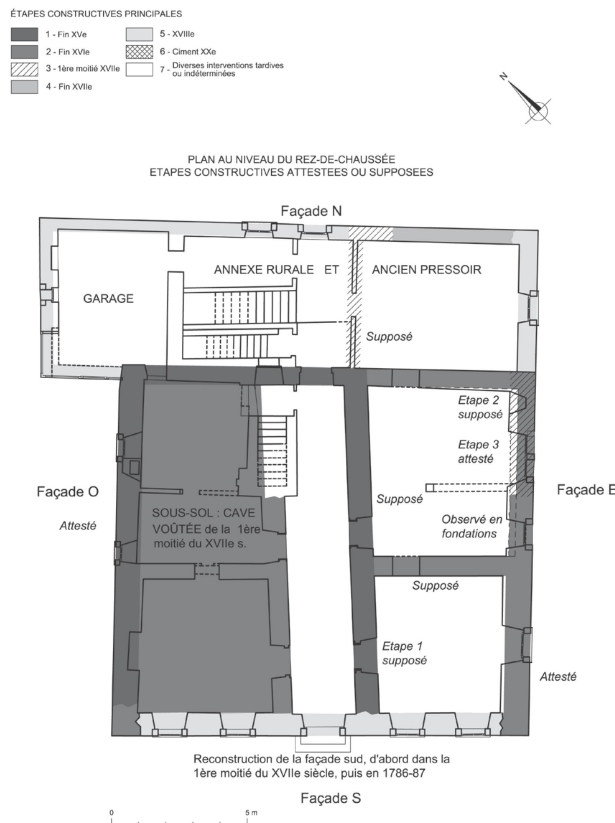 ÉTAPES CONSTRUCTIVES PRINCIPALES
1 - Fin XVe
2 - Fin XVIe
3 - 1ère moitié XVIIe
4 - Fin XVIIe
5 - XVIIIe
6 - Ciment XXe
7 - Diverses interventions tardives
ou indéterminées
N
PLAN AU NIVEAU DU REZ-DE-CHAUSSÉE
ETAPES CONSTRUCTIVES ATTESTEES OU SUPPOSEES
Façade N
ANNEXE RURALE ET ANCIEN PRESSOIR
GARAGE
Supposé
Etape 2
supposé
Etape 3
attesté
Façade O
Façade E
Supposé
Attesté
SOUS-SOL : CAVE
VOÛTÉE de la 1ère
moitié du XVIIe s.
Observé en
fondations
Supposé
Etape 1
supposé
Attesté
Reconstruction de la façade sud, d'abord dans la
1ère moitié du XVIIe siècle, puis en 1786-87
Façade S
0 5 m